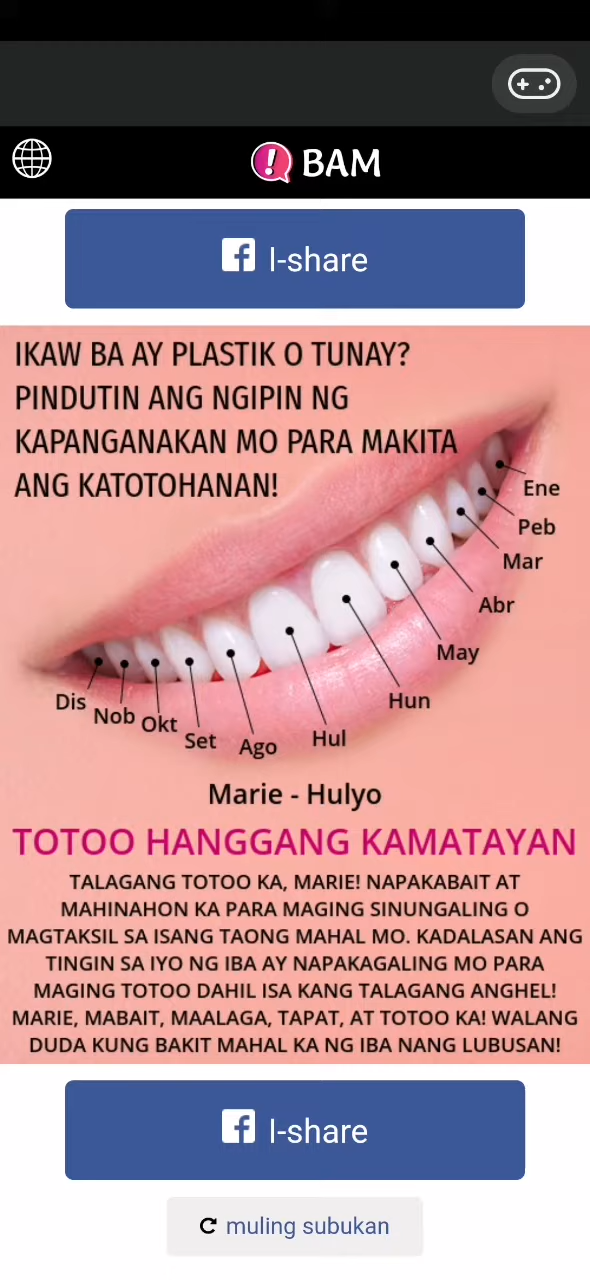 BAM
I-share
IKAW BA AY PLASTIK O TUNAY?
PINDUTIN ANG NGIPIN NG
KAPANGANAKAN MO PARA MAKITA
ANG KATOTOHANAN!
Ene
Peb
Mar
Abr
May
Hun
Hul
Ago
Set
Okt
Nob
Dis
Marie - Hulyo
TOTOO HANGGANG KAMATAYAN
TALAGANG TOTOO KA, MARIE! NAPAKABAIT AT
MAHINAHON KA PARA MAGING SINUNGALING O
MAGTAKSIL SA ISANG TAONG MAHAL MO. KADALASAN ANG
TINGIN SA IYO NG IBA AY NAPAKAGALING MO PARA
MAGING TOTOO DAHIL ISA KANG TALAGANG ANGHEL!
MARIE, MABAIT, MAALAGA, TAPAT, AT TOTOO KA! WALANG
DUDA KUNG BAKIT MAHAL KA NG IBA NANG LUBUSAN!
I-share
muling subukan